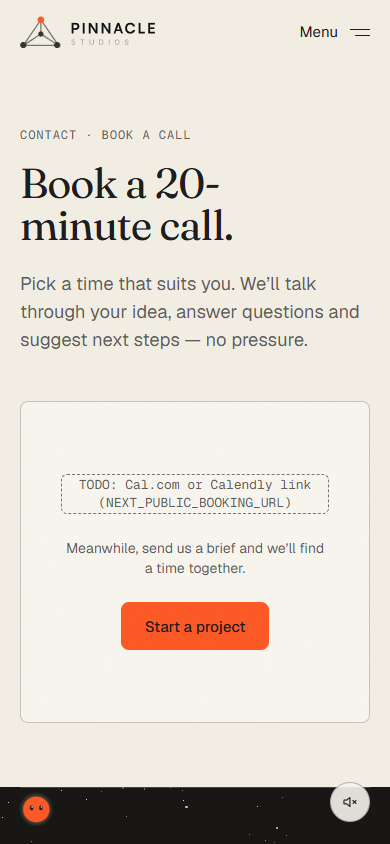 PINNACLE
STUDIOS
Menu
CONTACT · BOOK A CALL
Book a 20-
minute call.
Pick a time that suits you. We’ll talk
through your idea, answer questions and
suggest next steps — no pressure.
TODO: Cal.com or Calendly link
(NEXT_PUBLIC_BOOKING_URL)
Meanwhile, send us a brief and we’ll find
a time together.
Start a project